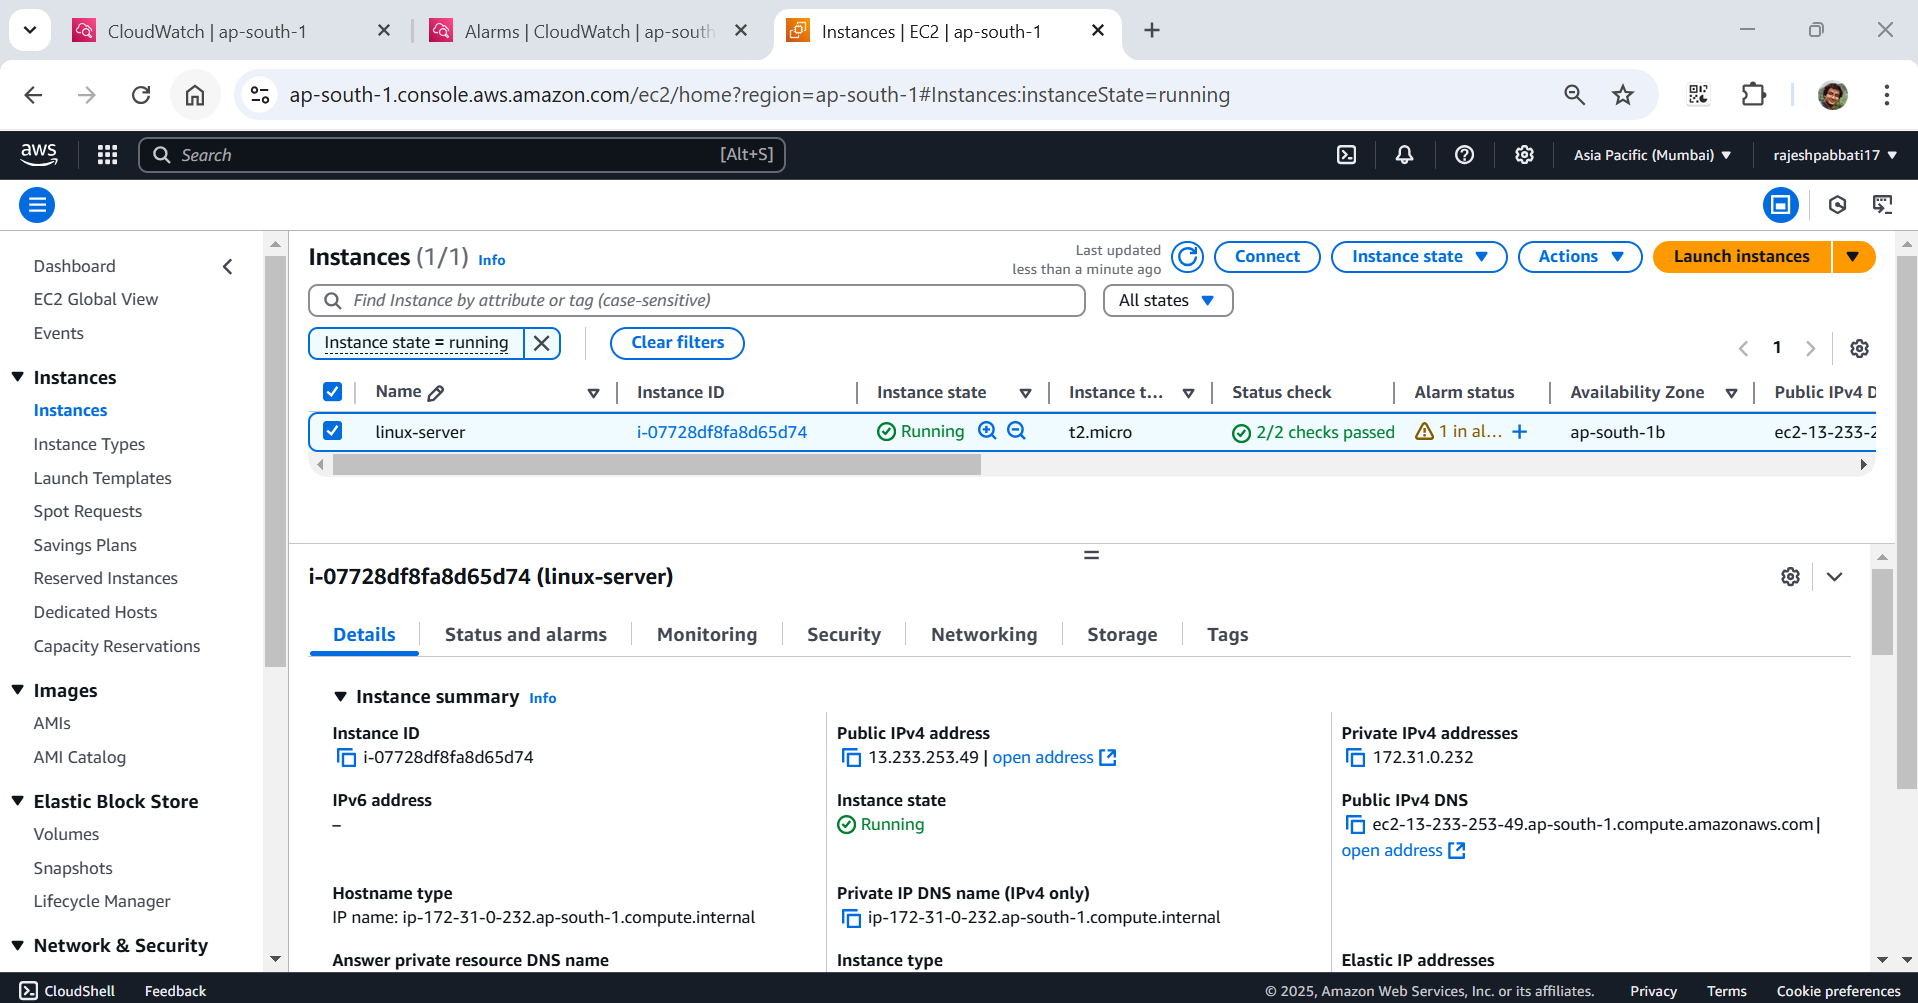 CloudWatch | ap-south-1
Alarms | CloudWatch | ap-south
Instances | EC2 | ap-south-1
ap-south-1.console.aws.amazon.com/ec2/home?region=ap-south-1#Instances:instanceState=running
aws
Search
[Alt+S]
Asia Pacific (Mumbai)
rajeshpabbati17
Dashboard
EC2 Global View
Events
Instances
Instances
Instance Types
Launch Templates
Spot Requests
Savings Plans
Reserved Instances
Dedicated Hosts
Capacity Reservations
Images
AMIs
AMI Catalog
Elastic Block Store
Volumes
Snapshots
Lifecycle Manager
Network & Security
Instances (1/1) Info
Last updated
less than a minute ago
Connect
Instance state
Actions
Launch instances
Find Instance by attribute or tag (case-sensitive)
All states
Instance state = running
Clear filters
1
Name
Instance ID
Instance state
Instance t...
Status check
Alarm status
Availability Zone
Public IPv4 D
linux-server
i-07728df8fa8d65d74
Running
t2.micro
2/2 checks passed
1 in al... +
ap-south-1b
ec2-13-233-2
i-07728df8fa8d65d74 (linux-server)
Details
Status and alarms
Monitoring
Security
Networking
Storage
Tags
Instance summary Info
Instance ID
i-07728df8fa8d65d74
Public IPv4 address
13.233.253.49 | open address
Private IPv4 addresses
172.31.0.232
IPv6 address
–
Instance state
Running
Public IPv4 DNS
ec2-13-233-253-49.ap-south-1.compute.amazonaws.com |
open address
Hostname type
IP name: ip-172-31-0-232.ap-south-1.compute.internal
Private IP DNS name (IPv4 only)
ip-172-31-0-232.ap-south-1.compute.internal
Answer private resource DNS name
Instance type
Elastic IP addresses
CloudShell
Feedback
© 2025, Amazon Web Services, Inc. or its affiliates.
Privacy
Terms
Cookie preferences